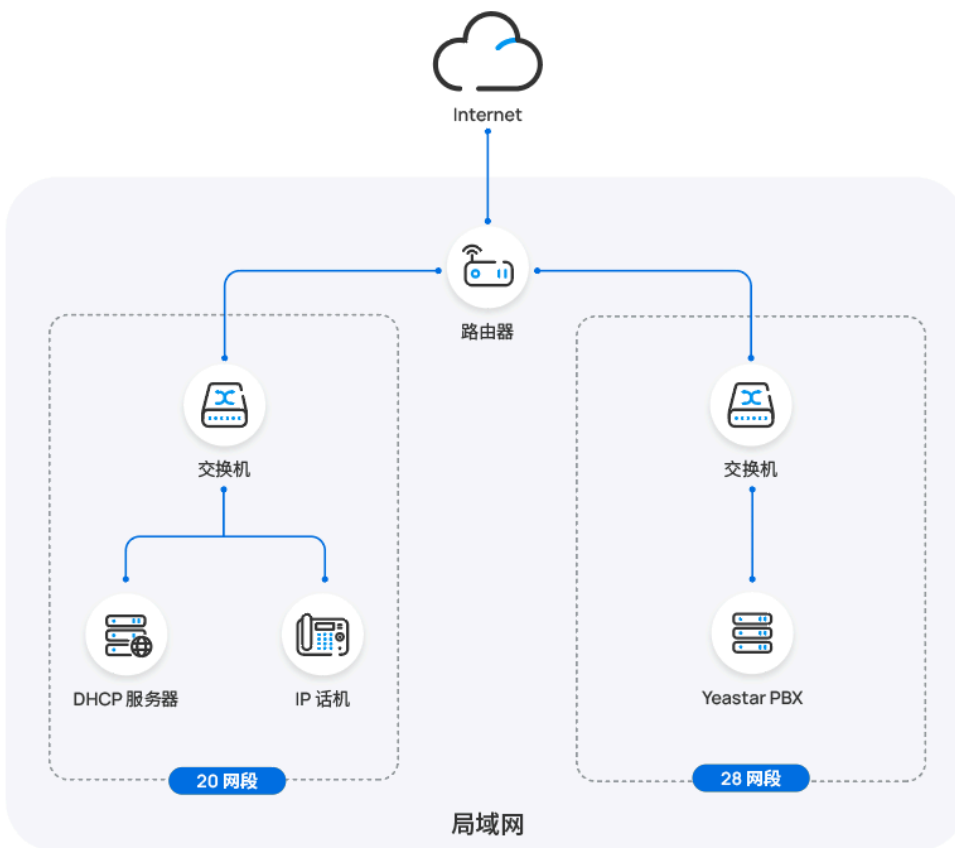 Internet
路由器
交换机
交换机
DHCP 服务器
IP 话机
Yeastar PBX
20 网段
28 网段
局域网